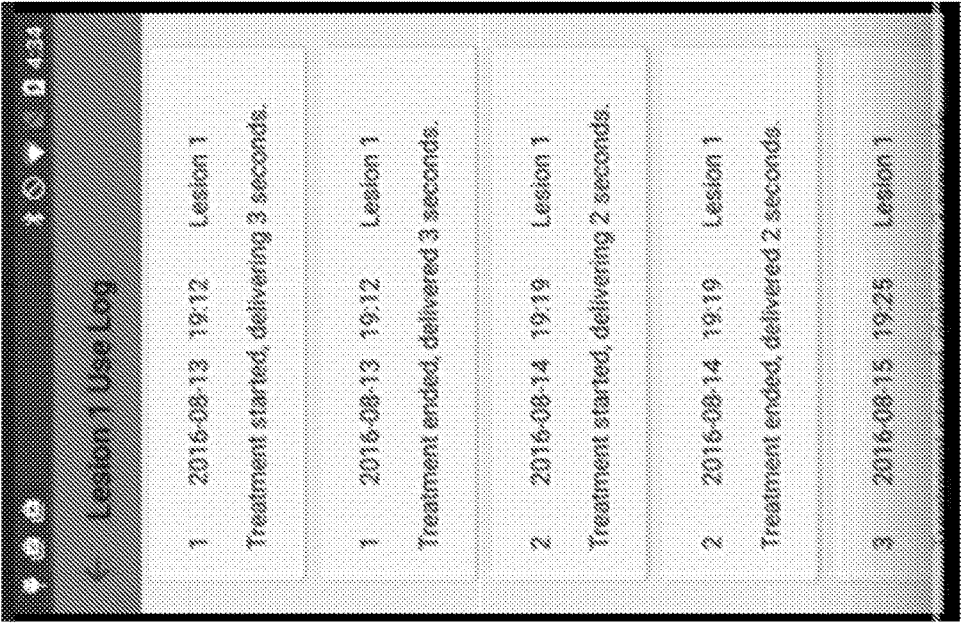 4:34
Lesion 1 Use Log
1 2016-08-13 19:12 Lesion 1
Treatment started, delivering 3 seconds.
1 2016-08-13 19:12 Lesion 1
Treatment ended, delivered 3 seconds.
2 2016-08-14 19:19 Lesion 1
Treatment started, delivering 2 seconds.
2 2016-08-14 19:19 Lesion 1
Treatment ended, delivered 2 seconds.
3 2016-08-15 19:25 Lesion 1